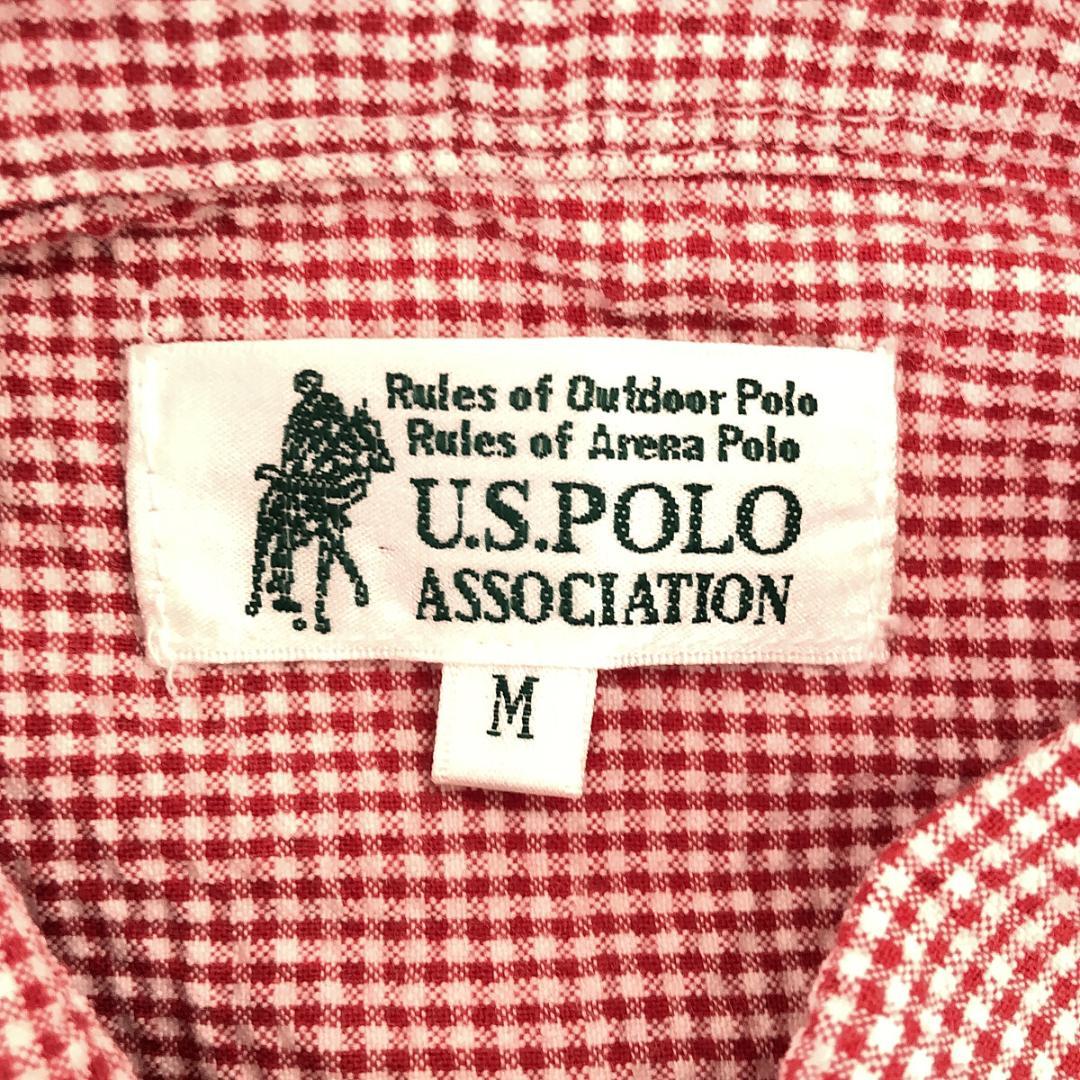 Rules of Outdoor Polo
Rules of Arena Polo
U.S.POLO
ASSOCIATION
M